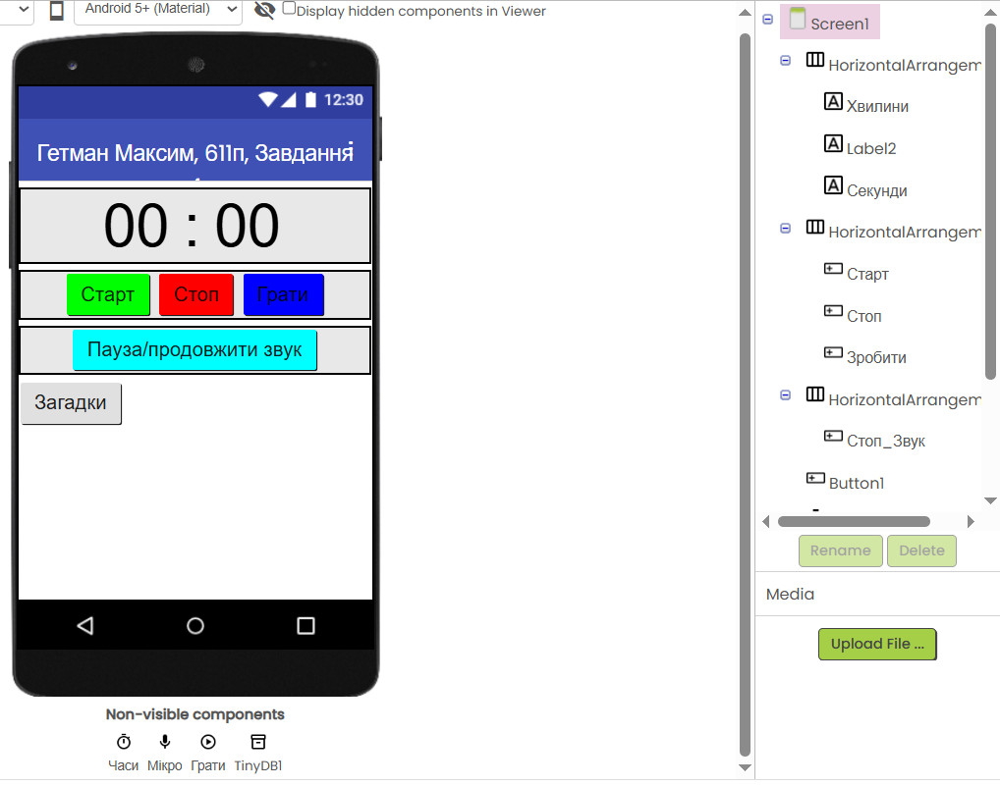 Android 5+ (Material)
Display hidden components in Viewer
12:30
Гетман Максим, 611п, Завдання
00 : 00
Старт
Стоп
Грати
Пауза/продовжити звук
Загадки
Non-visible components
Часи
Мікро
Грати
TinyDB1
Screen1
HorizontalArrangem
Хвилини
Label2
Секунди
HorizontalArrangem
Старт
Стоп
Зробити
HorizontalArrangem
Стоп_Звук
Button1
Rename
Delete
Media
Upload File ...